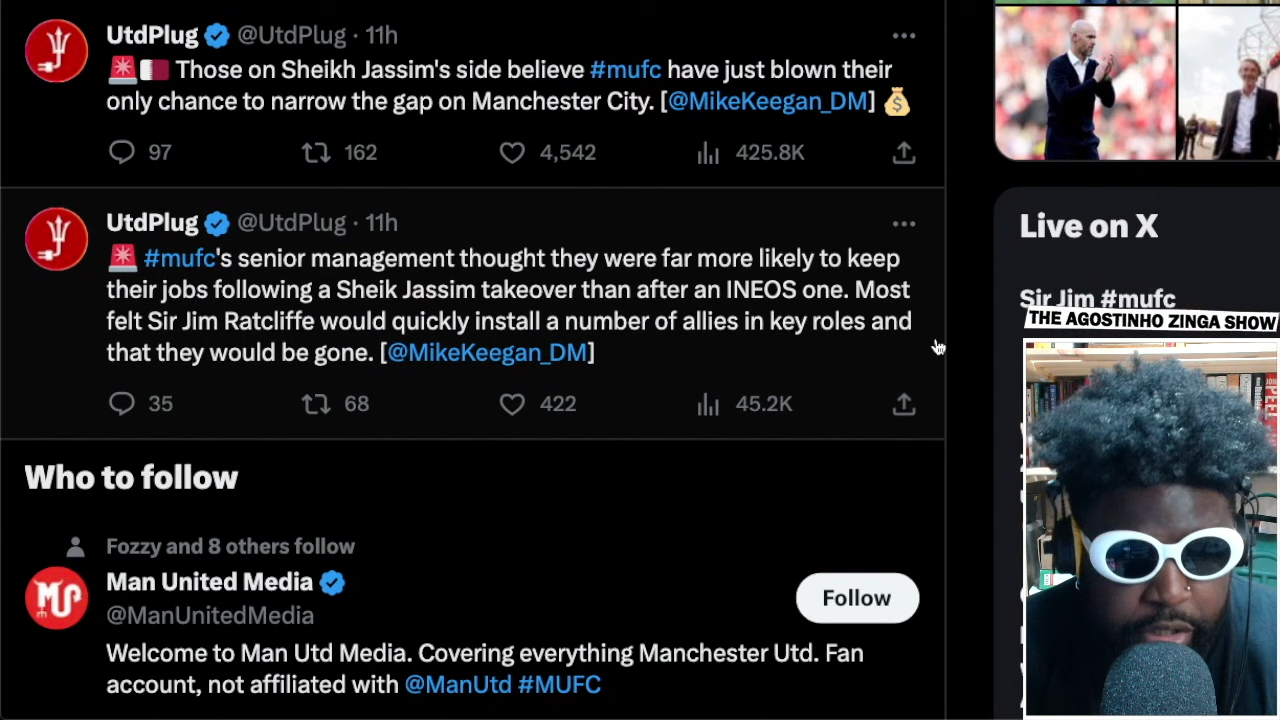 UtdPlug @UtdPlug · 11h
🚨🇶🇦 Those on Sheikh Jassim's side believe #mufc have just blown their
only chance to narrow the gap on Manchester City. [@MikeKeegan_DM] 💰
97 162 4,542 425.8K
UtdPlug @UtdPlug · 11h
🚨 #mufc's senior management thought they were far more likely to keep
their jobs following a Sheik Jassim takeover than after an INEOS one. Most
felt Sir Jim Ratcliffe would quickly install a number of allies in key roles and
that they would be gone. [@MikeKeegan_DM]
35 68 422 45.2K
Who to follow
Fozzy and 8 others follow
Man United Media
@ManUnitedMedia
Follow
Welcome to Man Utd Media. Covering everything Manchester Utd. Fan
account, not affiliated with @ManUtd #MUFC
Live on X
Sir Jim #mufc
THE AGOSTINHO ZINGA SHOW